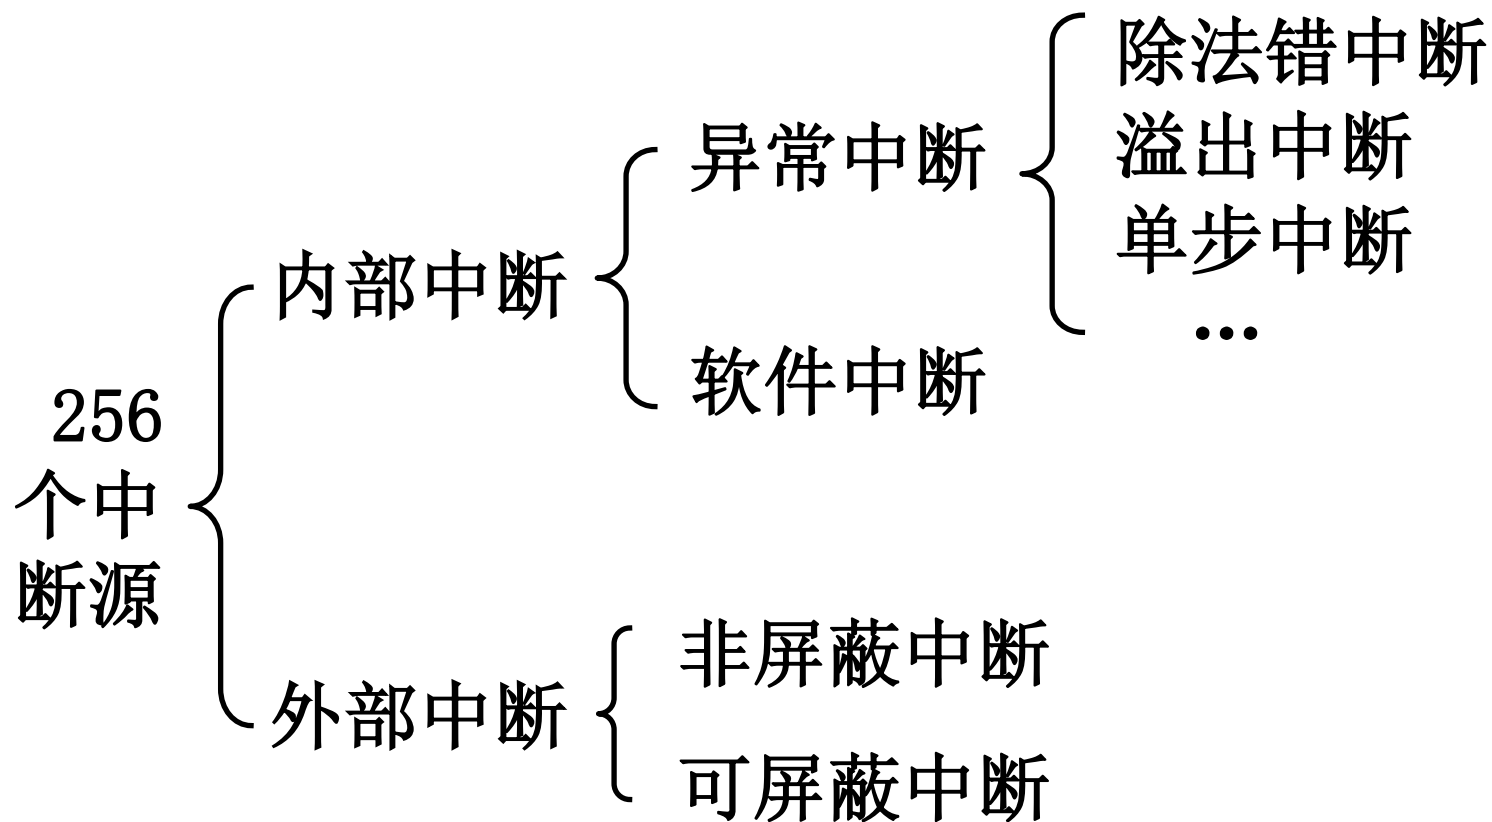 256
个中
断源
内部中断
异常中断
除法错中断
溢出中断
单步中断
…
软件中断
外部中断
非屏蔽中断
可屏蔽中断